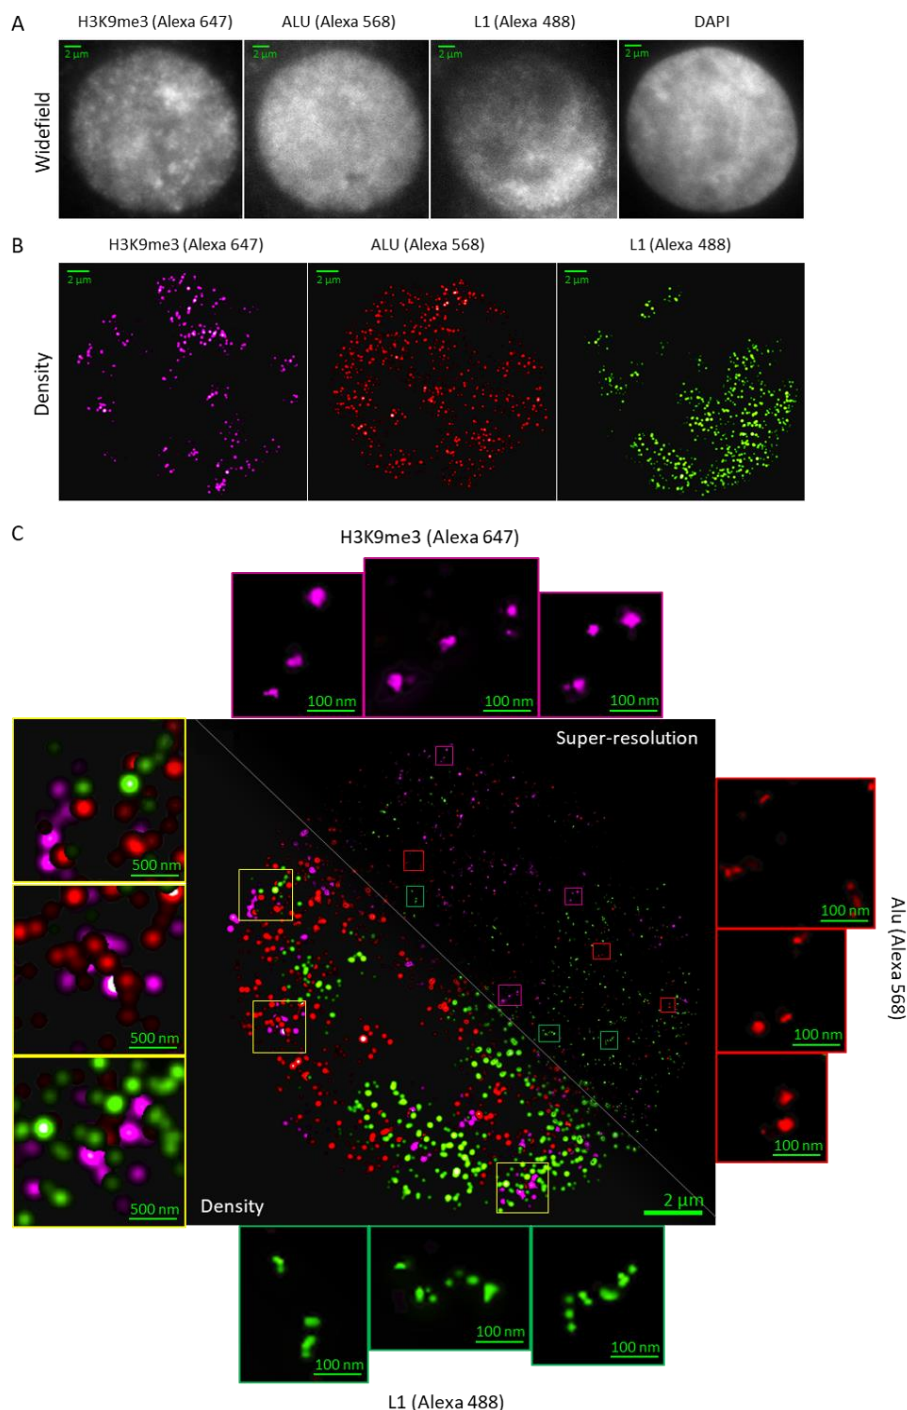 A
H3K9me3 (Alexa 647)
ALU (Alexa 568)
L1 (Alexa 488)
DAPI
Widefield
2 µm
2 µm
2 µm
2 µm
B
H3K9me3 (Alexa 647)
ALU (Alexa 568)
L1 (Alexa 488)
Density
2 µm
2 µm
2 µm
C
H3K9me3 (Alexa 647)
100 nm
100 nm
100 nm
Super-resolution
500 nm
500 nm
500 nm
Density
2 µm
100 nm
100 nm
100 nm
Alu (Alexa 568)
100 nm
100 nm
100 nm
L1 (Alexa 488)